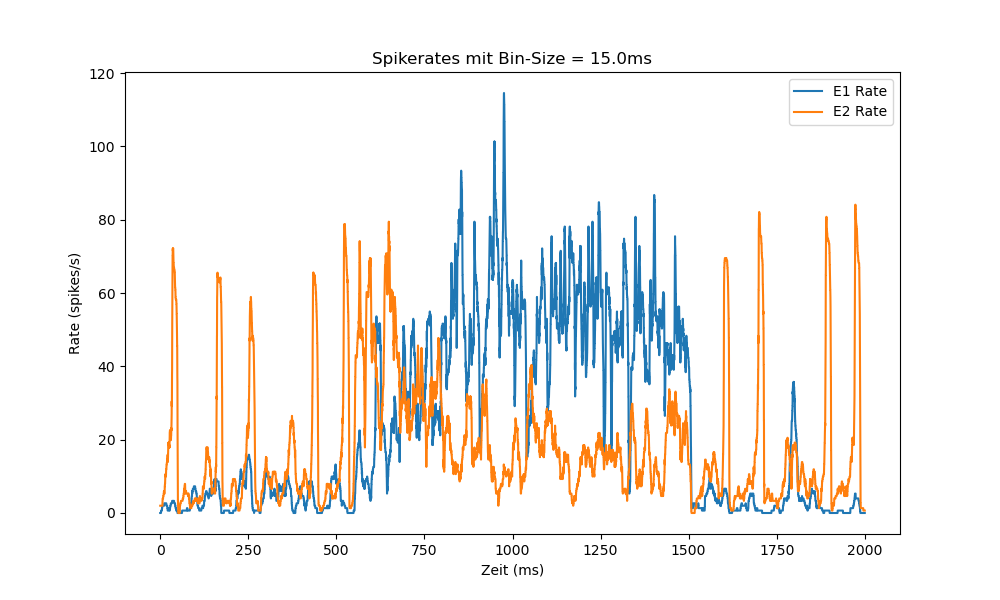 Spikerates mit Bin-Size = 15.0ms
E1 Rate
E2 Rate
120
100
80
60
40
20
0
Rate (spikes/s)
0 250 500 750 1000 1250 1500 1750 2000
Zeit (ms)